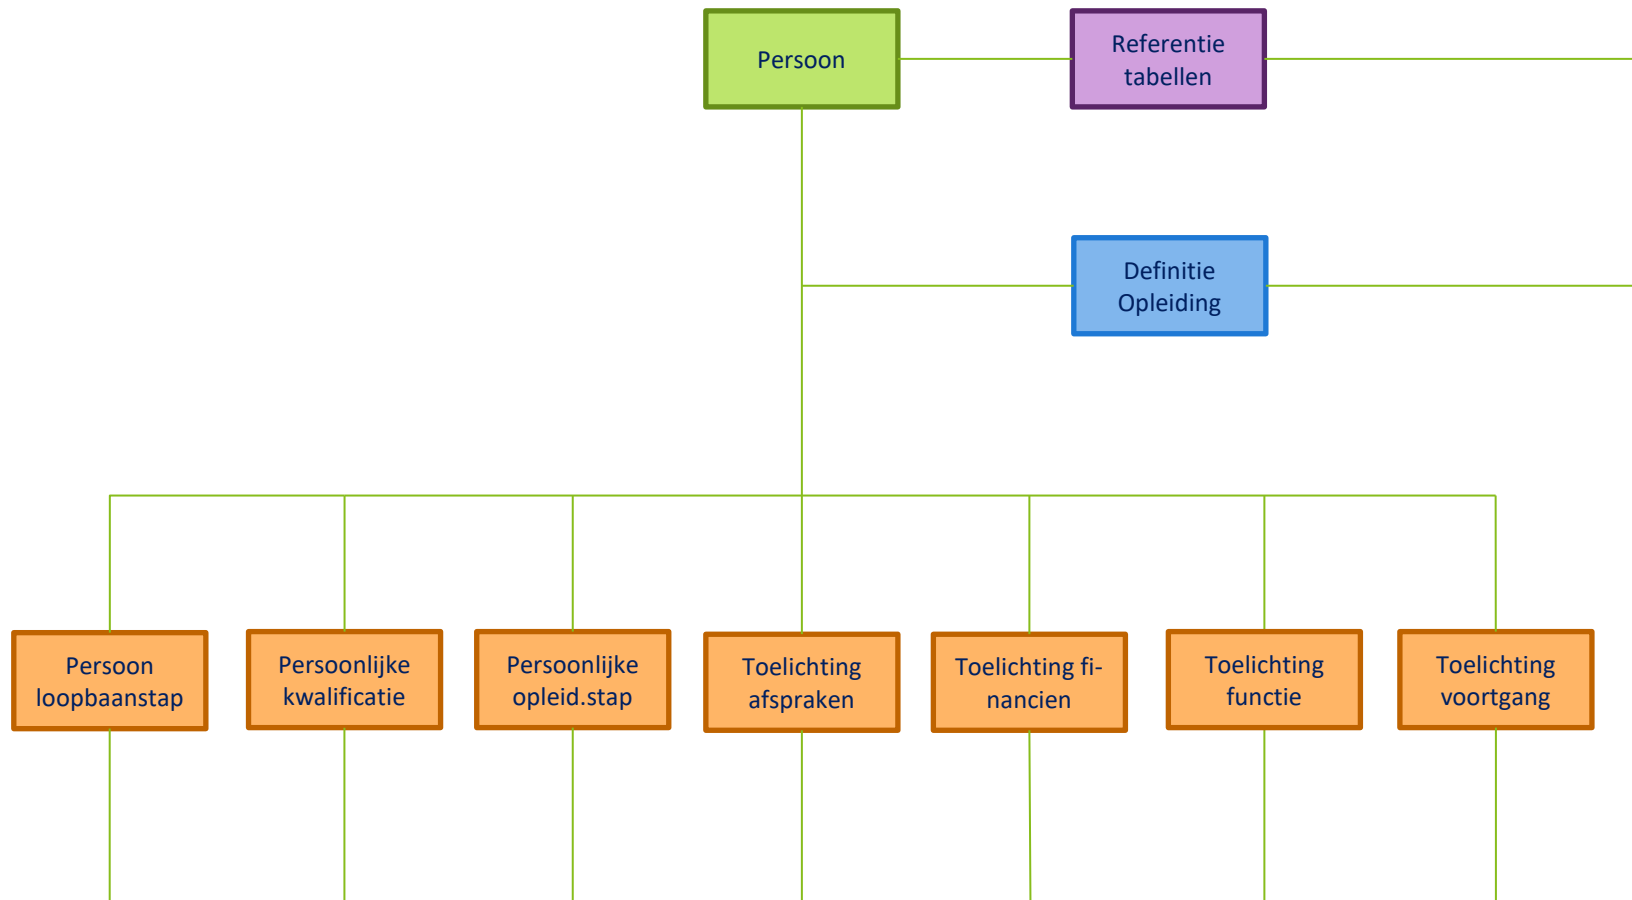 Persoon
Referentie
tabellen
Definitie
Opleiding
Persoon
loopbaanstap
Persoonlijke
kwalificatie
Persoonlijke
opleid.stap
Toelichting
afspraken
Toelichting fi-
nancien
Toelichting
functie
Toelichting
voortgang